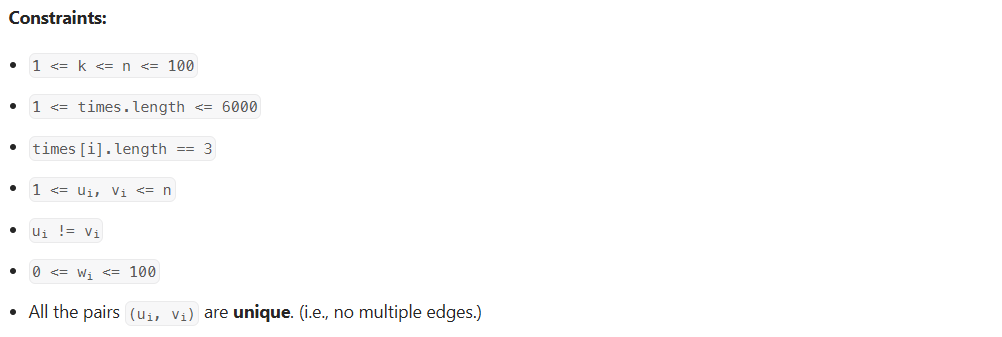 Constraints:
• 1 <= k <= n <= 100
• 1 <= times.length <= 6000
• times[i].length == 3
• 1 <= uᵢ, vᵢ <= n
• uᵢ != vᵢ
• 0 <= wᵢ <= 100
• All the pairs (uᵢ, vᵢ) are unique. (i.e., no multiple edges.)